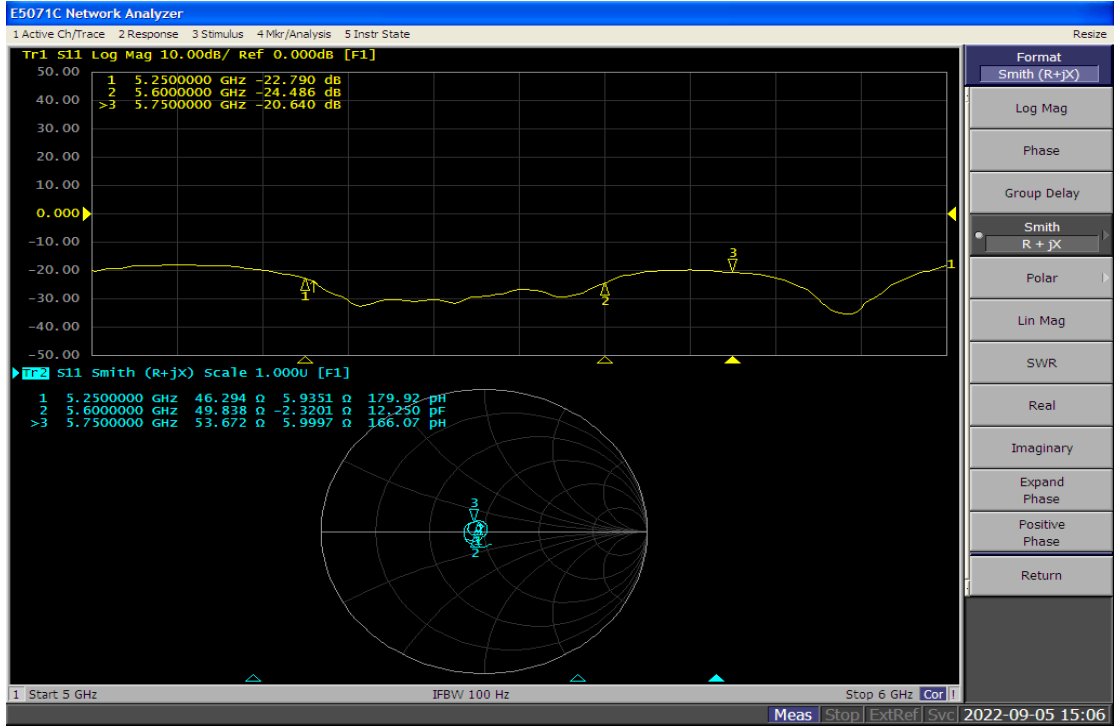 E5071C Network Analyzer
1 Active Ch/Trace 2 Response 3 Stimulus 4 Mkr/Analysis 5 Instr State Resize
Tr1 S11 Log Mag 10.00dB/ Ref 0.000dB [F1]
50.00
1 5.2500000 GHz -22.790 dB
2 5.6000000 GHz -24.486 dB
>3 5.7500000 GHz -20.640 dB
40.00
30.00
20.00
10.00
0.000
-10.00
-20.00
-30.00
-40.00
-50.00
3
1
1
2
Tr2 S11 Smith (R+jX) Scale 1.000U [F1]
1 5.2500000 GHz 46.294 Ω 5.9351 Ω 179.92 pH
2 5.6000000 GHz 49.838 Ω -2.3201 Ω 12.250 pF
>3 5.7500000 GHz 53.672 Ω 5.9997 Ω 166.07 pH
3
2
Format
Smith (R+jX)
Log Mag
Phase
Group Delay
Smith
R + jX
Polar
Lin Mag
SWR
Real
Imaginary
Expand
Phase
Positive
Phase
Return
1 Start 5 GHz IFBW 100 Hz Stop 6 GHz Cor !
Meas Stop ExtRef Svc 2022-09-05 15:06